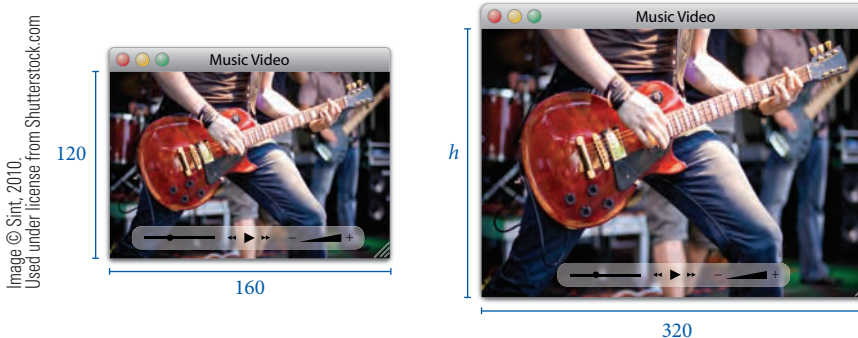 Image © Sint, 2010.
Used under license from Shutterstock.com
Music Video
120
160
Music Video
h
320